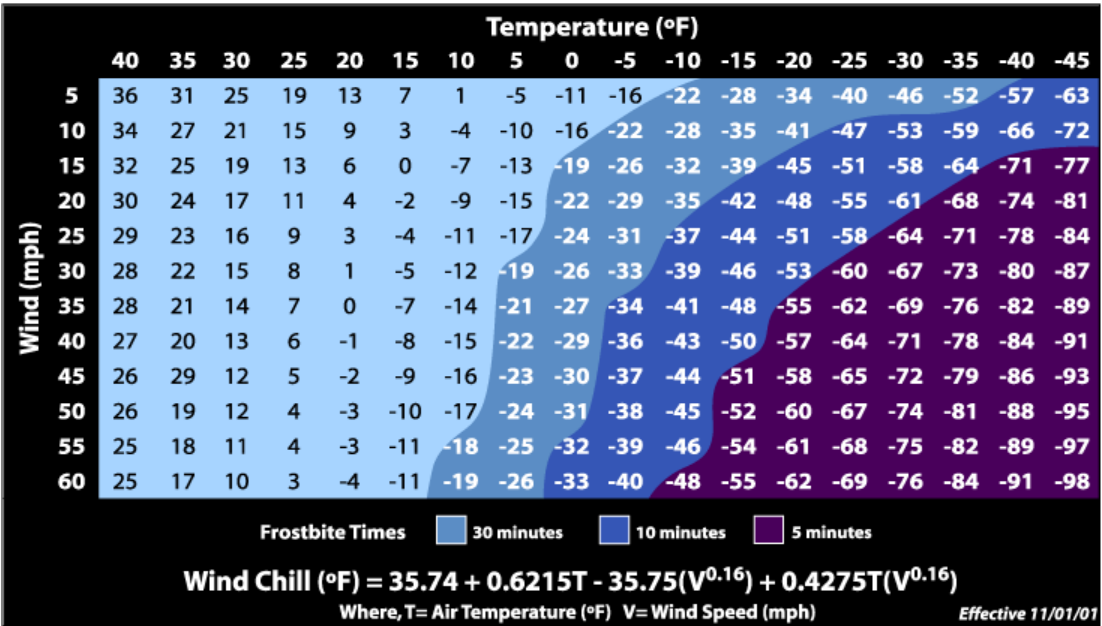 Temperature (ºF)
40 35 30 25 20 15 10 5 0 -5 -10 -15 -20 -25 -30 -35 -40 -45
Wind (mph)
5 36 31 25 19 13 7 1 -5 -11 -16 -22 -28 -34 -40 -46 -52 -57 -63
10 34 27 21 15 9 3 -4 -10 -16 -22 -28 -35 -41 -47 -53 -59 -66 -72
15 32 25 19 13 6 0 -7 -13 -19 -26 -32 -39 -45 -51 -58 -64 -71 -77
20 30 24 17 11 4 -2 -9 -15 -22 -29 -35 -42 -48 -55 -61 -68 -74 -81
25 29 23 16 9 3 -4 -11 -17 -24 -31 -37 -44 -51 -58 -64 -71 -78 -84
30 28 22 15 8 1 -5 -12 -19 -26 -33 -39 -46 -53 -60 -67 -73 -80 -87
35 28 21 14 7 0 -7 -14 -21 -27 -34 -41 -48 -55 -62 -69 -76 -82 -89
40 27 20 13 6 -1 -8 -15 -22 -29 -36 -43 -50 -57 -64 -71 -78 -84 -91
45 26 29 12 5 -2 -9 -16 -23 -30 -37 -44 -51 -58 -65 -72 -79 -86 -93
50 26 19 12 4 -3 -10 -17 -24 -31 -38 -45 -52 -60 -67 -74 -81 -88 -95
55 25 18 11 4 -3 -11 -18 -25 -32 -39 -46 -54 -61 -68 -75 -82 -89 -97
60 25 17 10 3 -4 -11 -19 -26 -33 -40 -48 -55 -62 -69 -76 -84 -91 -98
Frostbite Times 30 minutes 10 minutes 5 minutes
Wind Chill (ºF) = 35.74 + 0.6215T - 35.75(V^0.16) + 0.4275T(V^0.16)
Where, T= Air Temperature (ºF) V= Wind Speed (mph) Effective 11/01/01